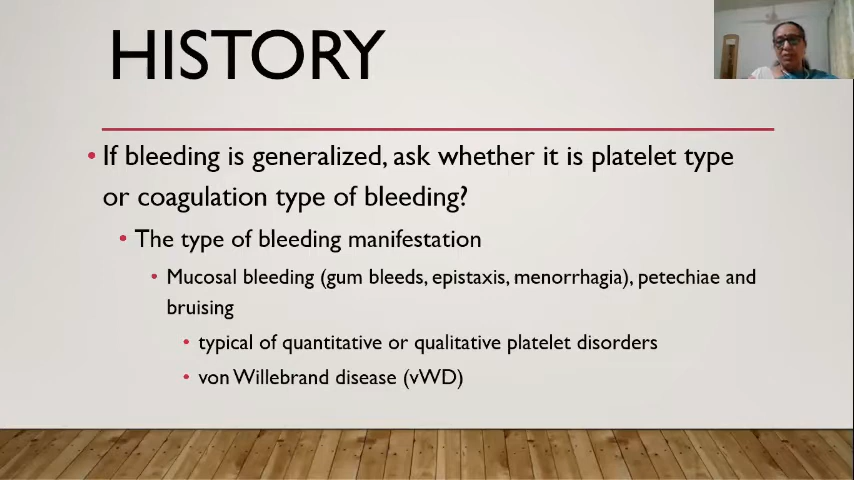 HISTORY
• If bleeding is generalized, ask whether it is platelet type
or coagulation type of bleeding?
• The type of bleeding manifestation
• Mucosal bleeding (gum bleeds, epistaxis, menorrhagia), petechiae and
bruising
• typical of quantitative or qualitative platelet disorders
• von Willebrand disease (vWD)